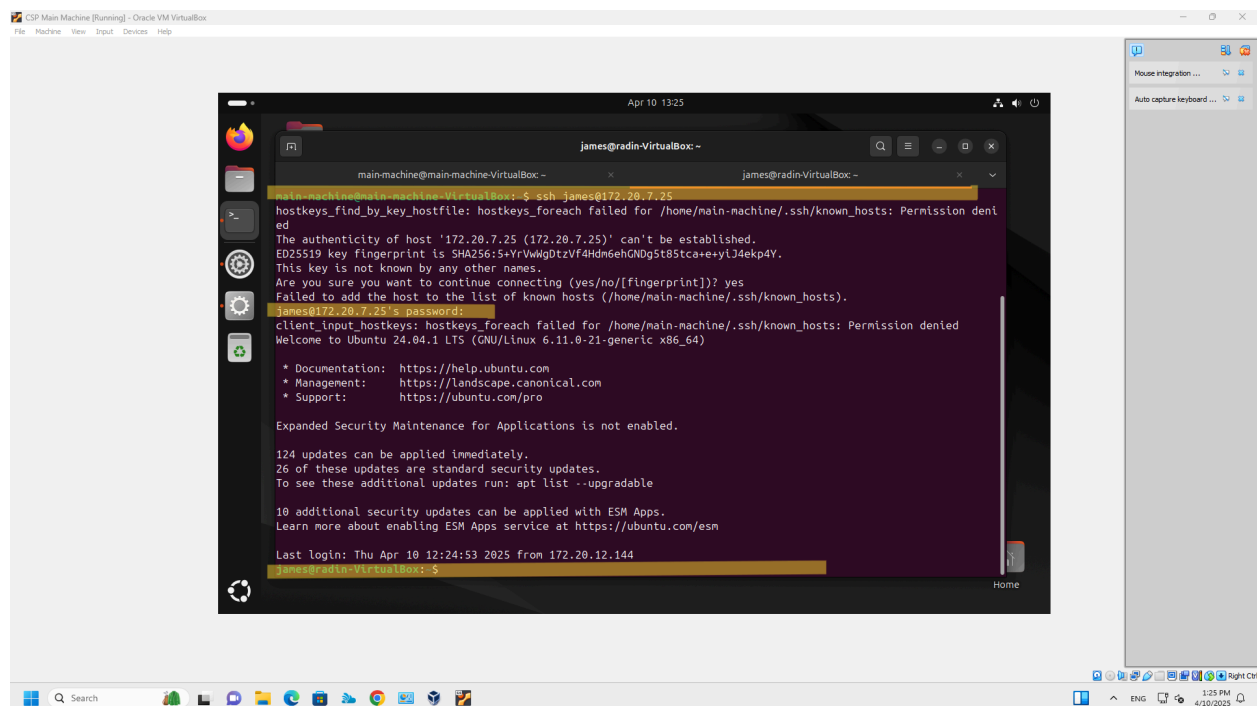 CSP Main Machine [Running] - Oracle VM VirtualBox
File Machine View Input Devices Help
Mouse integration ...
Auto capture keyboard ...
Apr 10 13:25
james@radin-VirtualBox: ~
main-machine@main-machine-VirtualBox: ~
james@radin-VirtualBox: ~
main-machine@main-machine-VirtualBox:~$ ssh james@172.20.7.25
hostkeys_find_by_key_hostfile: hostkeys_foreach failed for /home/main-machine/.ssh/known_hosts: Permission deni
ed
The authenticity of host '172.20.7.25 (172.20.7.25)' can't be established.
ED25519 key fingerprint is SHA256:5+YrVwWgDtzVf4Hdm6ehGNDg5t85tca+e+yiJ4ekp4Y.
This key is not known by any other names.
Are you sure you want to continue connecting (yes/no/[fingerprint])? yes
Failed to add the host to the list of known hosts (/home/main-machine/.ssh/known_hosts).
james@172.20.7.25's password:
client_input_hostkeys: hostkeys_foreach failed for /home/main-machine/.ssh/known_hosts: Permission denied
Welcome to Ubuntu 24.04.1 LTS (GNU/Linux 6.11.0-21-generic x86_64)
* Documentation: https://help.ubuntu.com
* Management: https://landscape.canonical.com
* Support: https://ubuntu.com/pro
Expanded Security Maintenance for Applications is not enabled.
124 updates can be applied immediately.
26 of these updates are standard security updates.
To see these additional updates run: apt list --upgradable
10 additional security updates can be applied with ESM Apps.
Learn more about enabling ESM Apps service at https://ubuntu.com/esm
Last login: Thu Apr 10 12:24:53 2025 from 172.20.12.144
james@radin-VirtualBox:~$
Home
Right Ctrl
Search
ENG
1:25 PM
4/10/2025